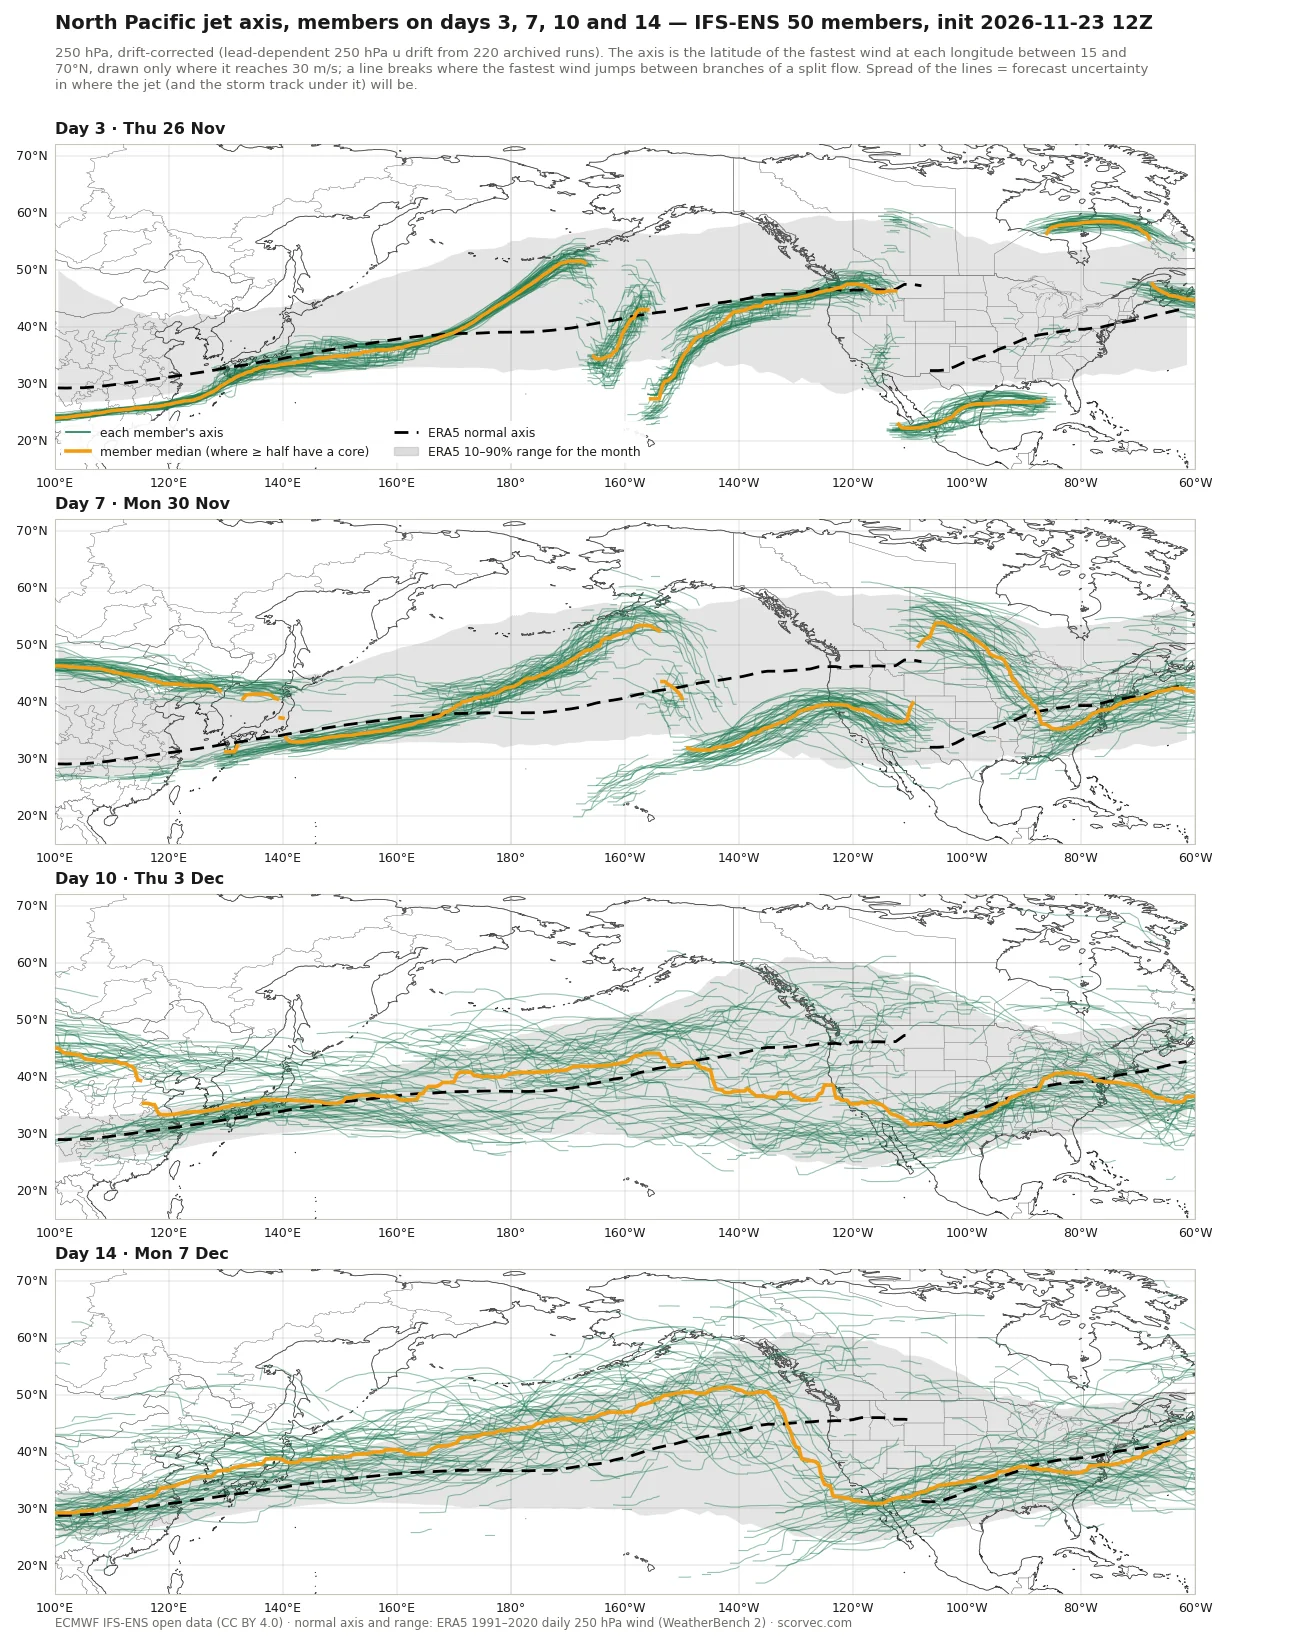 North Pacific jet axis, members on days 3, 7, 10 and 14 — IFS-ENS 50 members, init 2026-11-23 12Z
250 hPa, drift-corrected (lead-dependent 250 hPa u drift from 220 archived runs). The axis is the latitude of the fastest wind at each longitude between 15 and
70°N, drawn only where it reaches 30 m/s; a line breaks where the fastest wind jumps between branches of a split flow. Spread of the lines = forecast uncertainty
in where the jet (and the storm track under it) will be.
Day 3 · Thu 26 Nov
70°N
60°N
50°N
40°N
30°N
20°N
each member's axis
member median (where ≥ half have a core)
ERA5 normal axis
ERA5 10–90% range for the month
100°E 120°E 140°E 160°E 180° 160°W 140°W 120°W 100°W 80°W 60°W
Day 7 · Mon 30 Nov
70°N
60°N
50°N
40°N
30°N
20°N
100°E 120°E 140°E 160°E 180° 160°W 140°W 120°W 100°W 80°W 60°W
Day 10 · Thu 3 Dec
70°N
60°N
50°N
40°N
30°N
20°N
100°E 120°E 140°E 160°E 180° 160°W 140°W 120°W 100°W 80°W 60°W
Day 14 · Mon 7 Dec
70°N
60°N
50°N
40°N
30°N
20°N
100°E 120°E 140°E 160°E 180° 160°W 140°W 120°W 100°W 80°W 60°W
ECMWF IFS-ENS open data (CC BY 4.0) · normal axis and range: ERA5 1991–2020 daily 250 hPa wind (WeatherBench 2) · scorvec.com